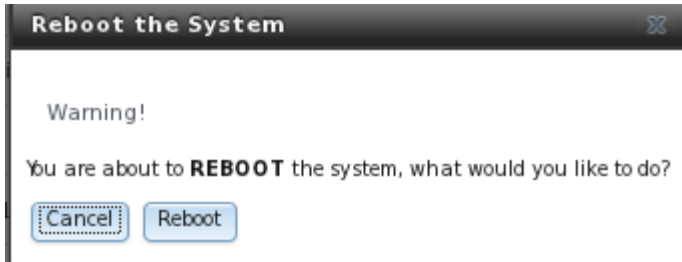 Reboot the System
Warning!
You are about to REBOOT the system, what would you like to do?
Cancel Reboot